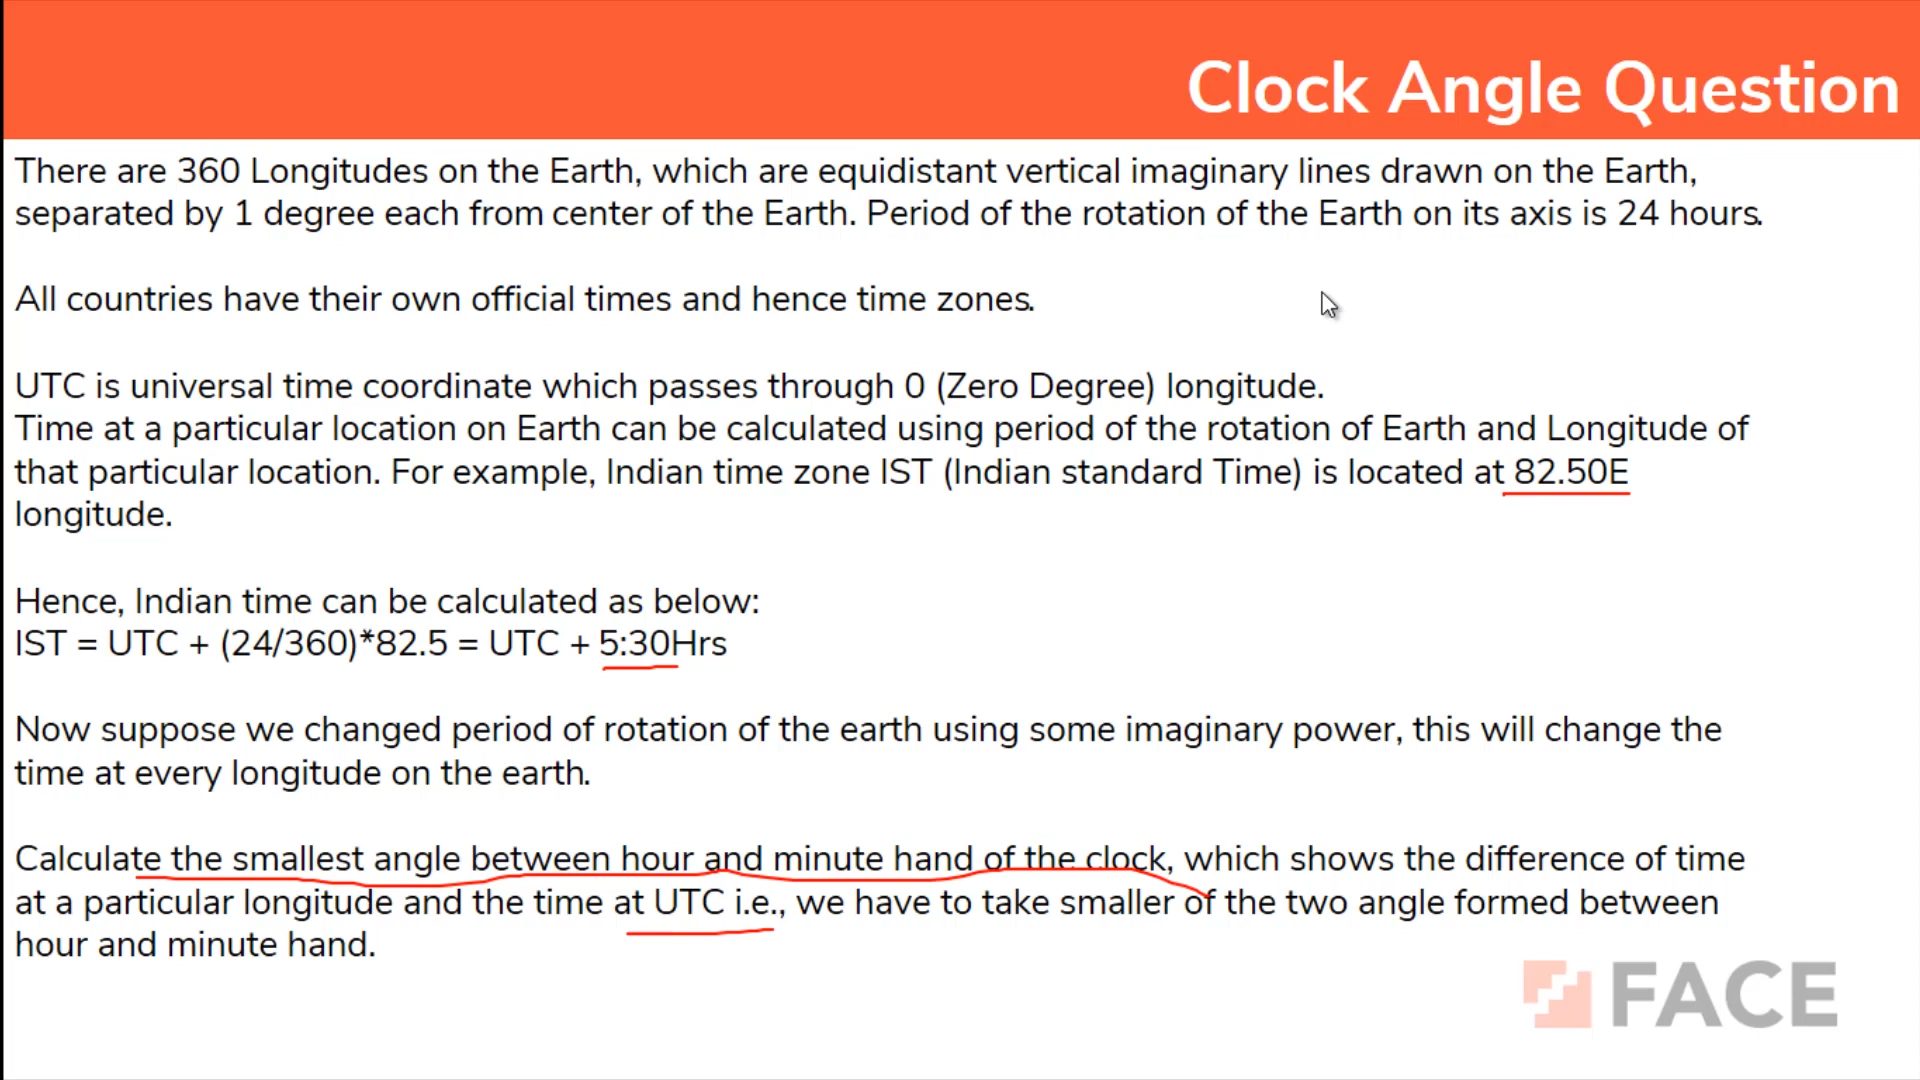 Clock Angle Question
There are 360 Longitudes on the Earth, which are equidistant vertical imaginary lines drawn on the Earth,
separated by 1 degree each from center of the Earth. Period of the rotation of the Earth on its axis is 24 hours.
All countries have their own official times and hence time zones.
UTC is universal time coordinate which passes through 0 (Zero Degree) longitude.
Time at a particular location on Earth can be calculated using period of the rotation of Earth and Longitude of
that particular location. For example, Indian time zone IST (Indian standard Time) is located at 82.50E
longitude.
Hence, Indian time can be calculated as below:
IST = UTC + (24/360)*82.5 = UTC + 5:30Hrs
Now suppose we changed period of rotation of the earth using some imaginary power, this will change the
time at every longitude on the earth.
Calculate the smallest angle between hour and minute hand of the clock, which shows the difference of time
at a particular longitude and the time at UTC i.e., we have to take smaller of the two angle formed between
hour and minute hand.
FACE